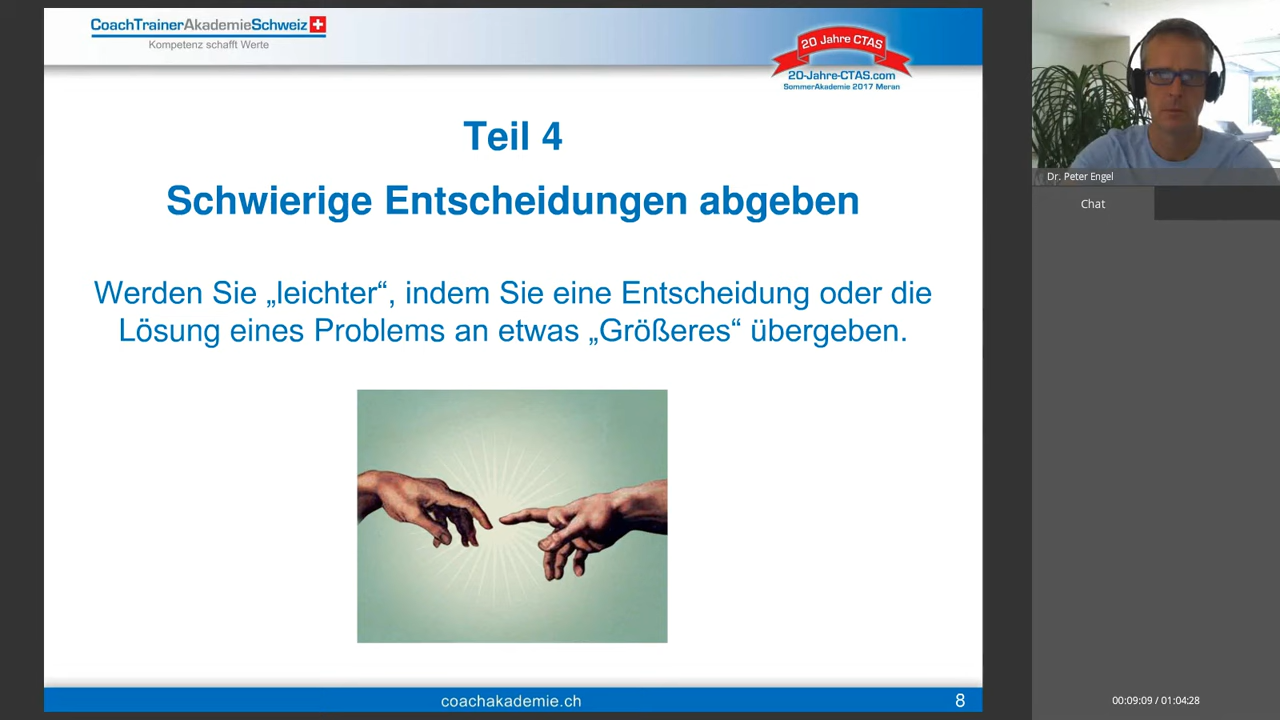 CoachTrainerAkademieSchweiz
Kompetenz schafft Werte
20 Jahre CTAS
20-Jahre-CTAS.com
SommerAkademie 2017 Meran
Teil 4
Schwierige Entscheidungen abgeben
Werden Sie „leichter“, indem Sie eine Entscheidung oder die
Lösung eines Problems an etwas „Größeres“ übergeben.
coachakademie.ch
8
Dr. Peter Engel
Chat
00:09:09 / 01:04:28